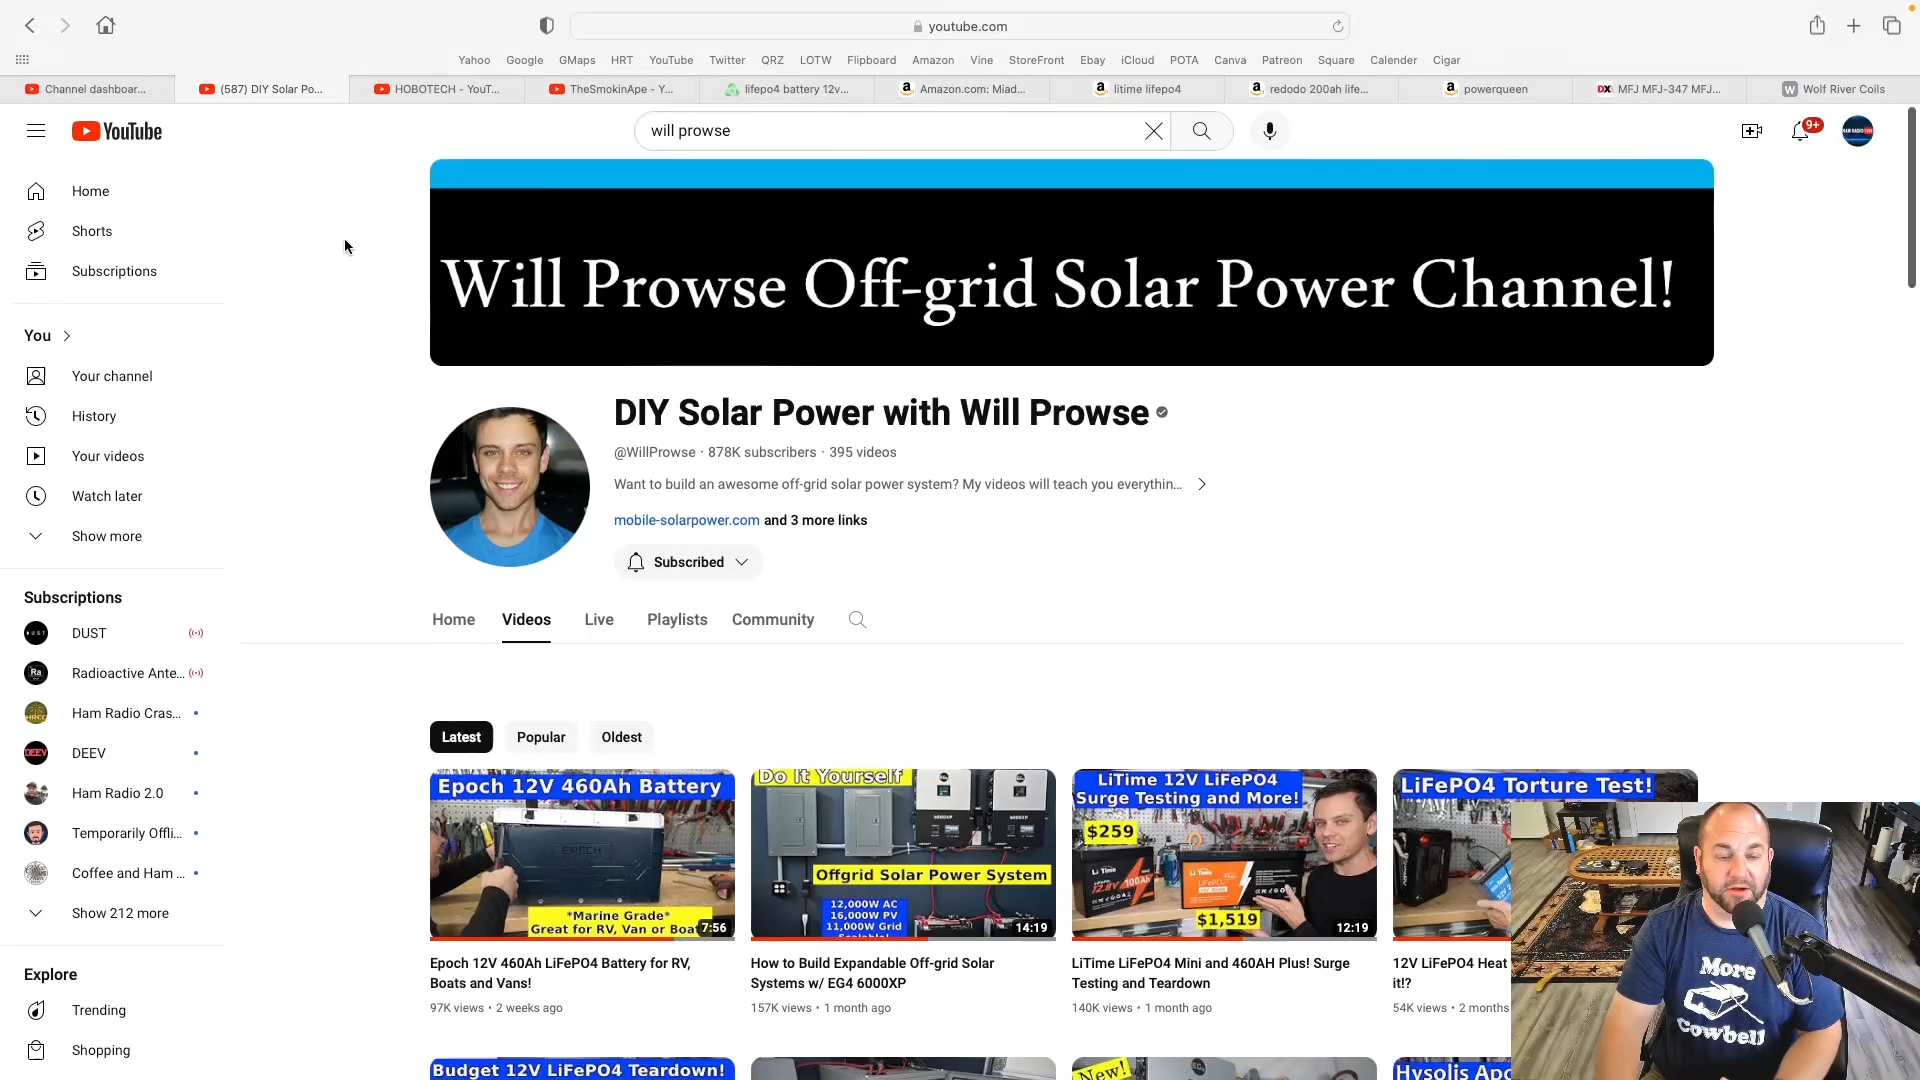 youtube.com
Yahoo Google GMaps HRT YouTube Twitter QRZ LOTW Flipboard Amazon Vine StoreFront Ebay iCloud POTA Canva Patreon Square Calender Cigar
Channel dashboar...
(587) DIY Solar Po...
HOBOTECH - YouT...
TheSmokinApe - Y...
lifepo4 battery 12v...
Amazon.com: Miad...
litime lifepo4
redodo 200ah life...
powerqueen
DX MFJ MFJ-347 MFJ...
W Wolf River Coils
YouTube
will prowse
9+
Home
Shorts
Subscriptions
You
Your channel
History
Your videos
Watch later
Show more
Subscriptions
DUST
Radioactive Ante...
Ham Radio Cras...
DEEV
Ham Radio 2.0
Temporarily Offli...
Coffee and Ham ...
Show 212 more
Explore
Trending
Shopping
Will Prowse Off-grid Solar Power Channel!
DIY Solar Power with Will Prowse
@WillProwse · 878K subscribers · 395 videos
Want to build an awesome off-grid solar power system? My videos will teach you everythin...
mobile-solarpower.com and 3 more links
Subscribed
Home Videos Live Playlists Community
Latest Popular Oldest
Epoch 12V 460Ah Battery
EPOCH
*Marine Grade*
Great for RV, Van or Boat
7:56
Epoch 12V 460Ah LiFePO4 Battery for RV,
Boats and Vans!
97K views • 2 weeks ago
Do It Yourself
Offgrid Solar Power System
12,000W AC
16,000W PV
11,000W Grid
14:19
How to Build Expandable Off-grid Solar
Systems w/ EG4 6000XP
157K views • 1 month ago
LiTime 12V LiFePO4
Surge Testing and More!
$259
$1,519
12:19
LiTime LiFePO4 Mini and 460AH Plus! Surge
Testing and Teardown
140K views • 1 month ago
LiFePO4 Torture Test!
12V LiFePO4 Heat
it!?
54K views • 2 months
Budget 12V LiFePO4 Teardown!
New!
More
Cowbell